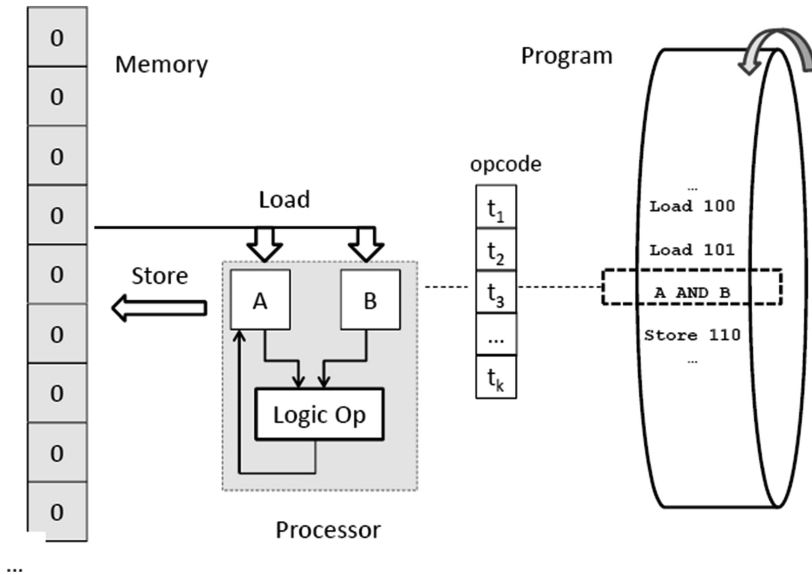 0
0
0
0
0
0
0
0
0
...
Memory
Load
Store
A
B
Logic Op
Processor
opcode
t1
t2
t3
...
tk
Program
...
Load 100
Load 101
A AND B
Store 110
...